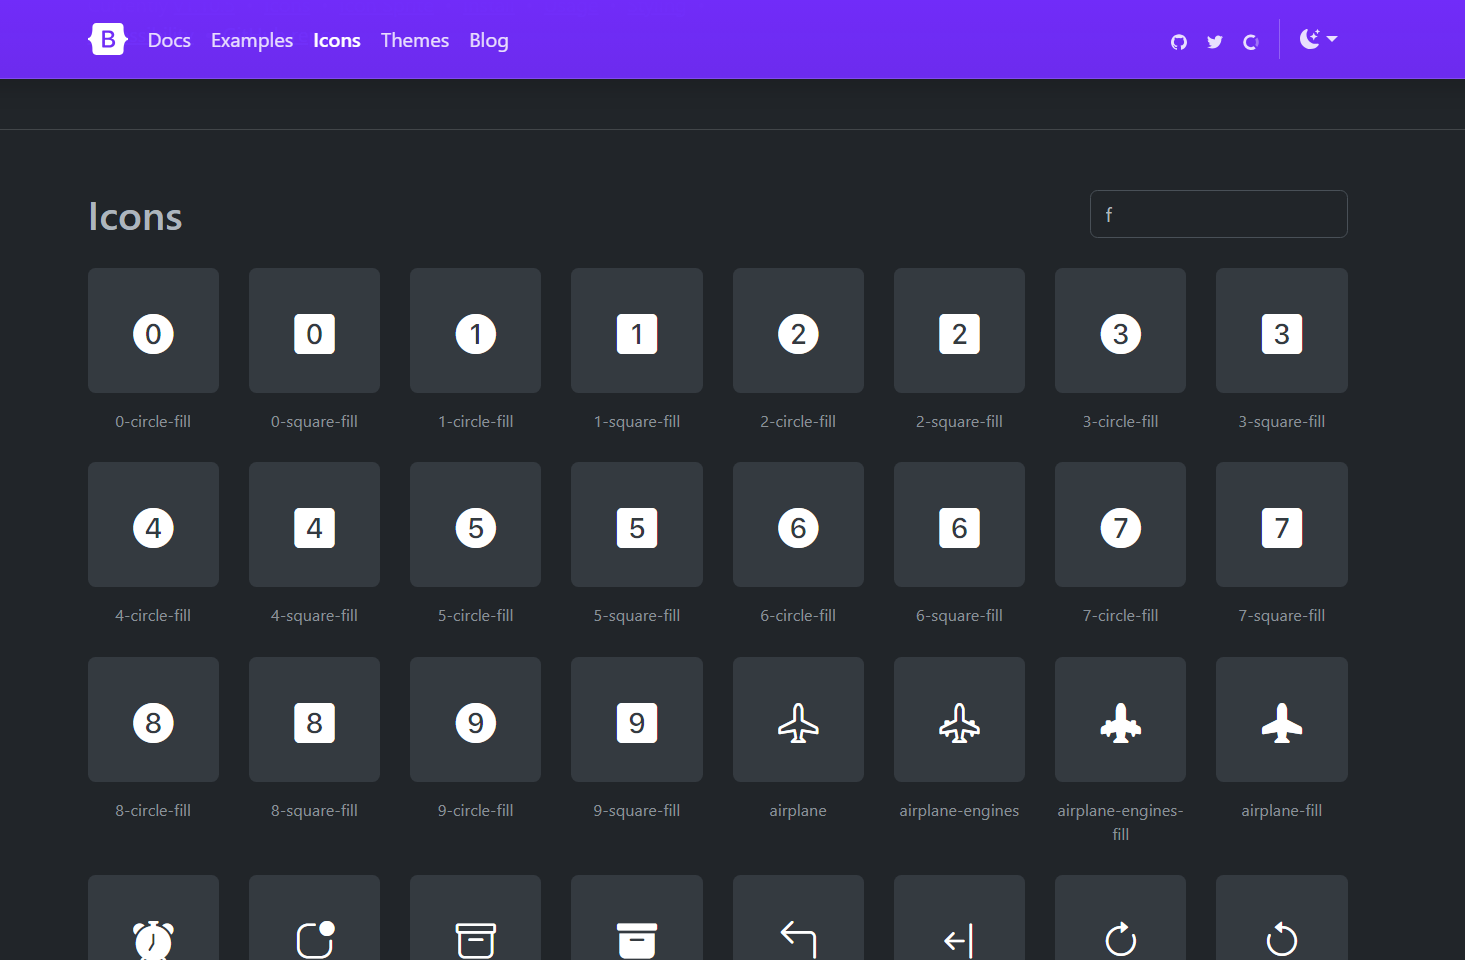 B Docs Examples Icons Themes Blog
Icons
f
0 0 1 1 2 2 3 3
0-circle-fill 0-square-fill 1-circle-fill 1-square-fill 2-circle-fill 2-square-fill 3-circle-fill 3-square-fill
4 4 5 5 6 6 7 7
4-circle-fill 4-square-fill 5-circle-fill 5-square-fill 6-circle-fill 6-square-fill 7-circle-fill 7-square-fill
8 8 9 9
8-circle-fill 8-square-fill 9-circle-fill 9-square-fill airplane airplane-engines airplane-engines- airplane-fill
fill